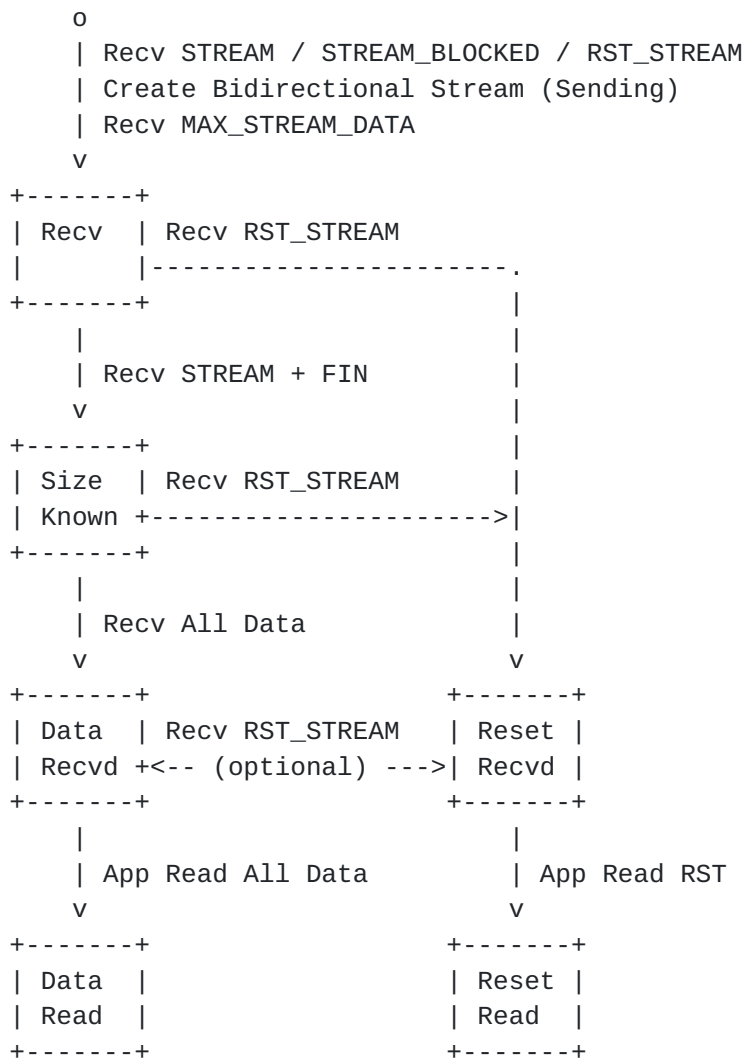 o
| Recv STREAM / STREAM_BLOCKED / RST_STREAM
| Create Bidirectional Stream (Sending)
| Recv MAX_STREAM_DATA
v
+-------+
| Recv  | Recv RST_STREAM
|       |-----------------------.
+-------+                       |
    |                           |
    | Recv STREAM + FIN         |
    v                           |
+-------+                       |
| Size  | Recv RST_STREAM       |
| Known +---------------------->|
+-------+                       |
    |                           |
    | Recv All Data             |
    v                           v
+-------+                   +-------+
| Data  | Recv RST_STREAM   | Reset |
| Recvd +<-- (optional) --->| Recvd |
+-------+                   +-------+
    |                           |
    | App Read All Data         | App Read RST
    v                           v
+-------+                   +-------+
| Data  |                   | Reset |
| Read  |                   | Read  |
+-------+                   +-------+